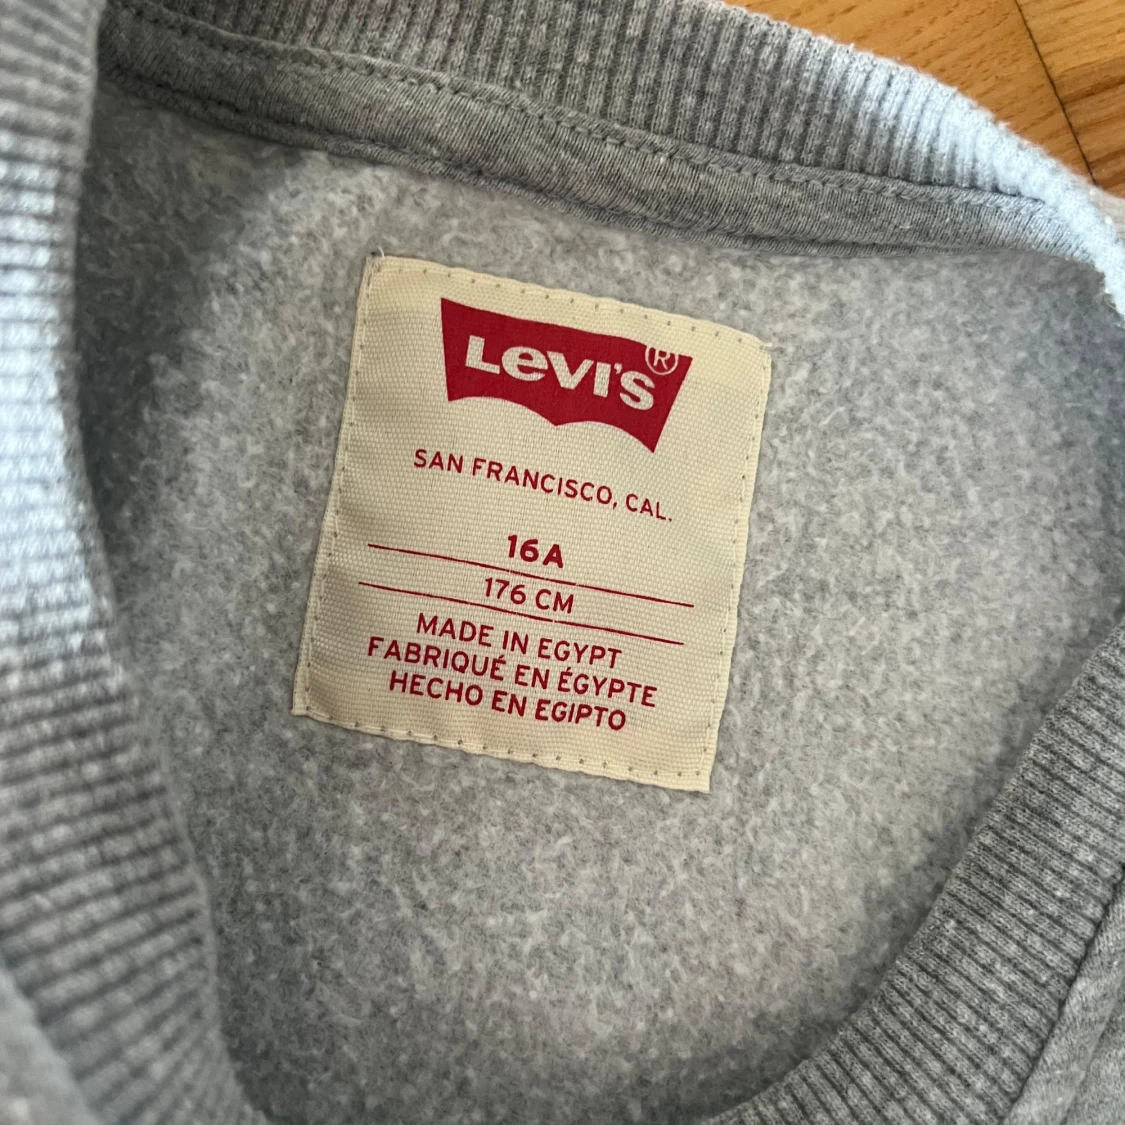 Levi's®
SAN FRANCISCO, CAL.
16A
176 CM
MADE IN EGYPT
FABRIQUÉ EN ÉGYPTE
HECHO EN EGIPTO